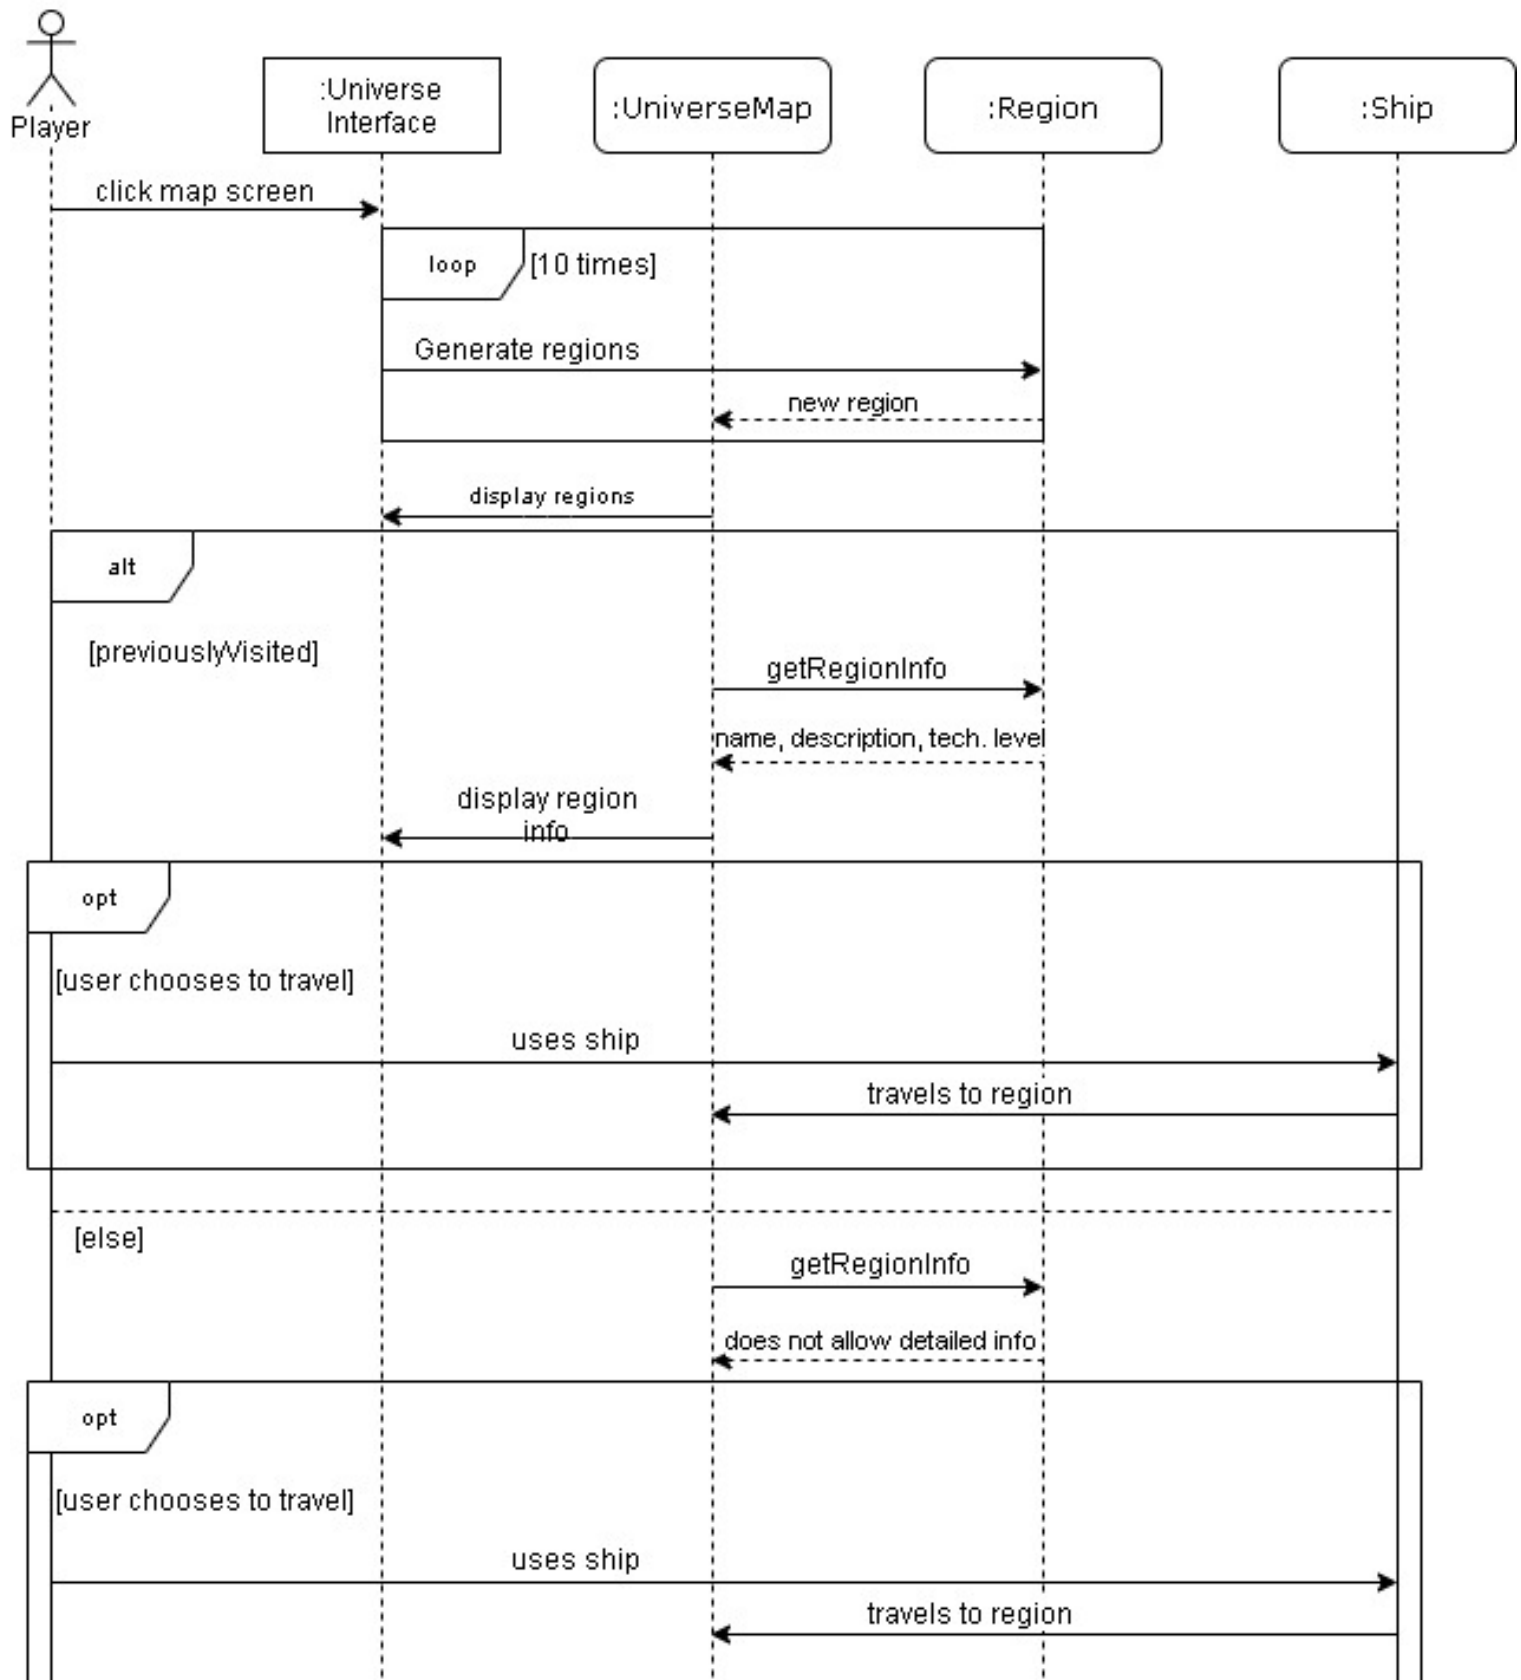 Player
:Universe
Interface
:UniverseMap
:Region
:Ship
click map screen
loop
[10 times]
Generate regions
new region
display regions
alt
[previouslyVisited]
getRegionInfo
name, description, tech. level
display region
info
opt
[user chooses to travel]
uses ship
travels to region
[else]
getRegionInfo
does not allow detailed info
opt
[user chooses to travel]
uses ship
travels to region